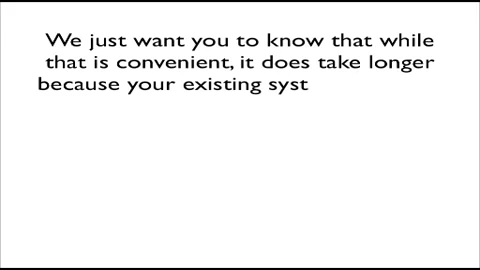 We just want you to know that while
that is convenient, it does take longer
because your existing syst